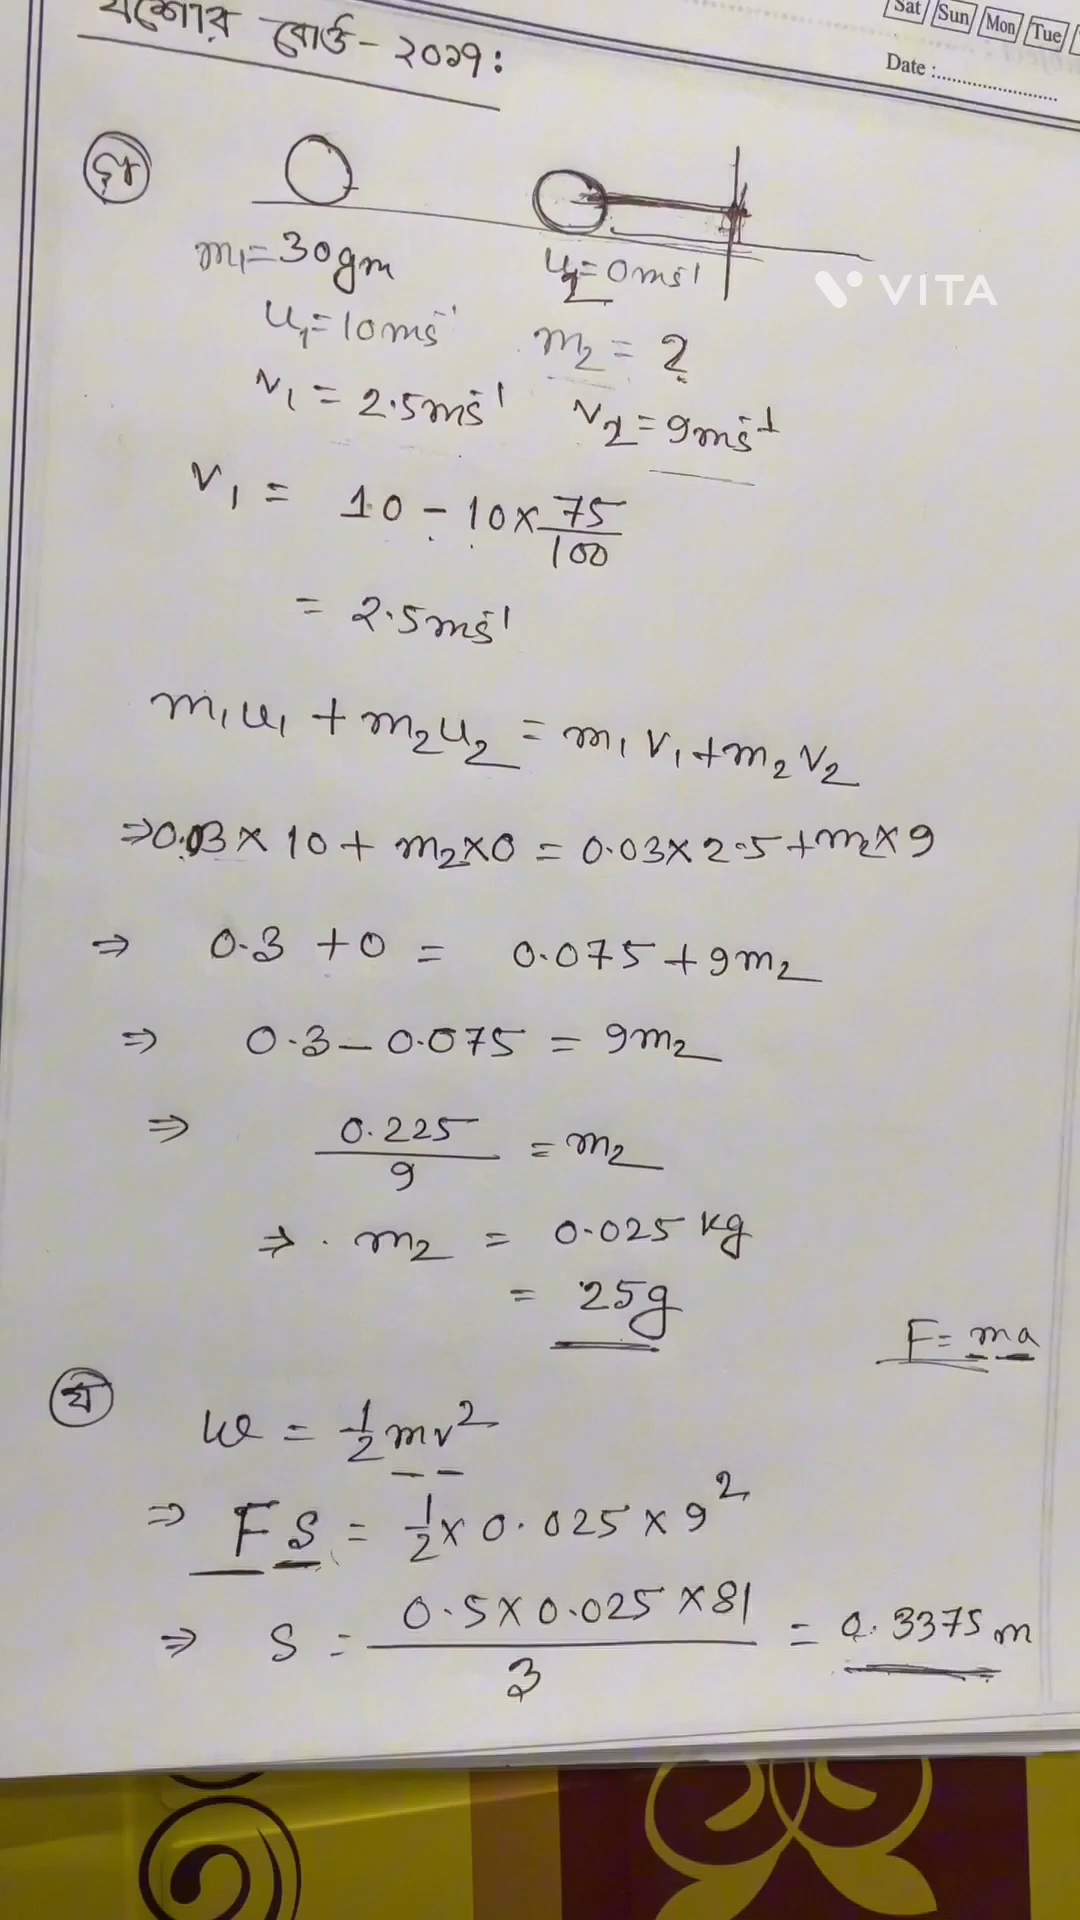 Sat Sun Mon Tue
Date :........................
যশোর বোর্ড - ২০১৭ :
m₁ = 30gm
u₁ = 10ms⁻¹
v₁ = 2.5ms⁻¹
u₂ = 0ms⁻¹
m₂ = ?
v₂ = 9ms⁻¹
VITA
v₁ = 10 - 10 × 75/100
= 2.5ms⁻¹
m₁u₁ + m₂u₂ = m₁v₁ + m₂v₂
⇒ 0.03 × 10 + m₂×0 = 0.03×2.5 + m₂×9
⇒ 0.3 + 0 = 0.075 + 9m₂
⇒ 0.3 - 0.075 = 9m₂
⇒ 0.225/9 = m₂
⇒ m₂ = 0.025 kg
= 25g
F = ma
ঘ
W = ½mv²
⇒ FS = ½ × 0.025 × 9²
⇒ S = 0.5 × 0.025 × 81/3 = 0.3375 m